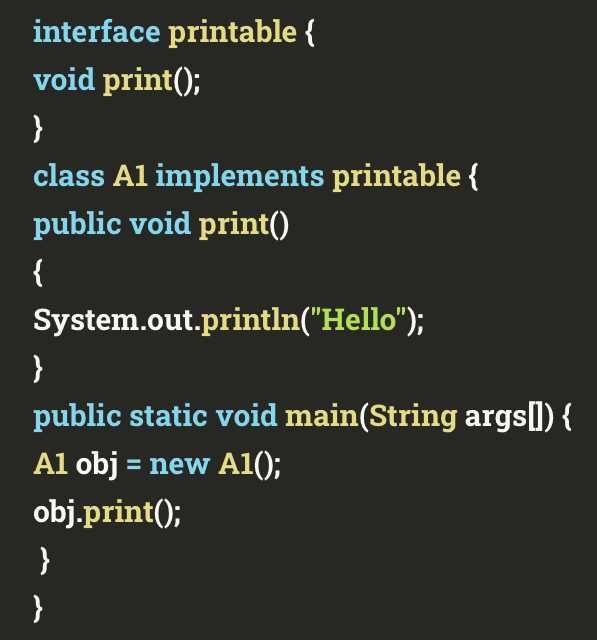 interface printable {
void print();
}
class A1 implements printable {
public void print()
{
System.out.println("Hello");
}
public static void main(String args[]) {
A1 obj = new A1();
obj.print();
}
}